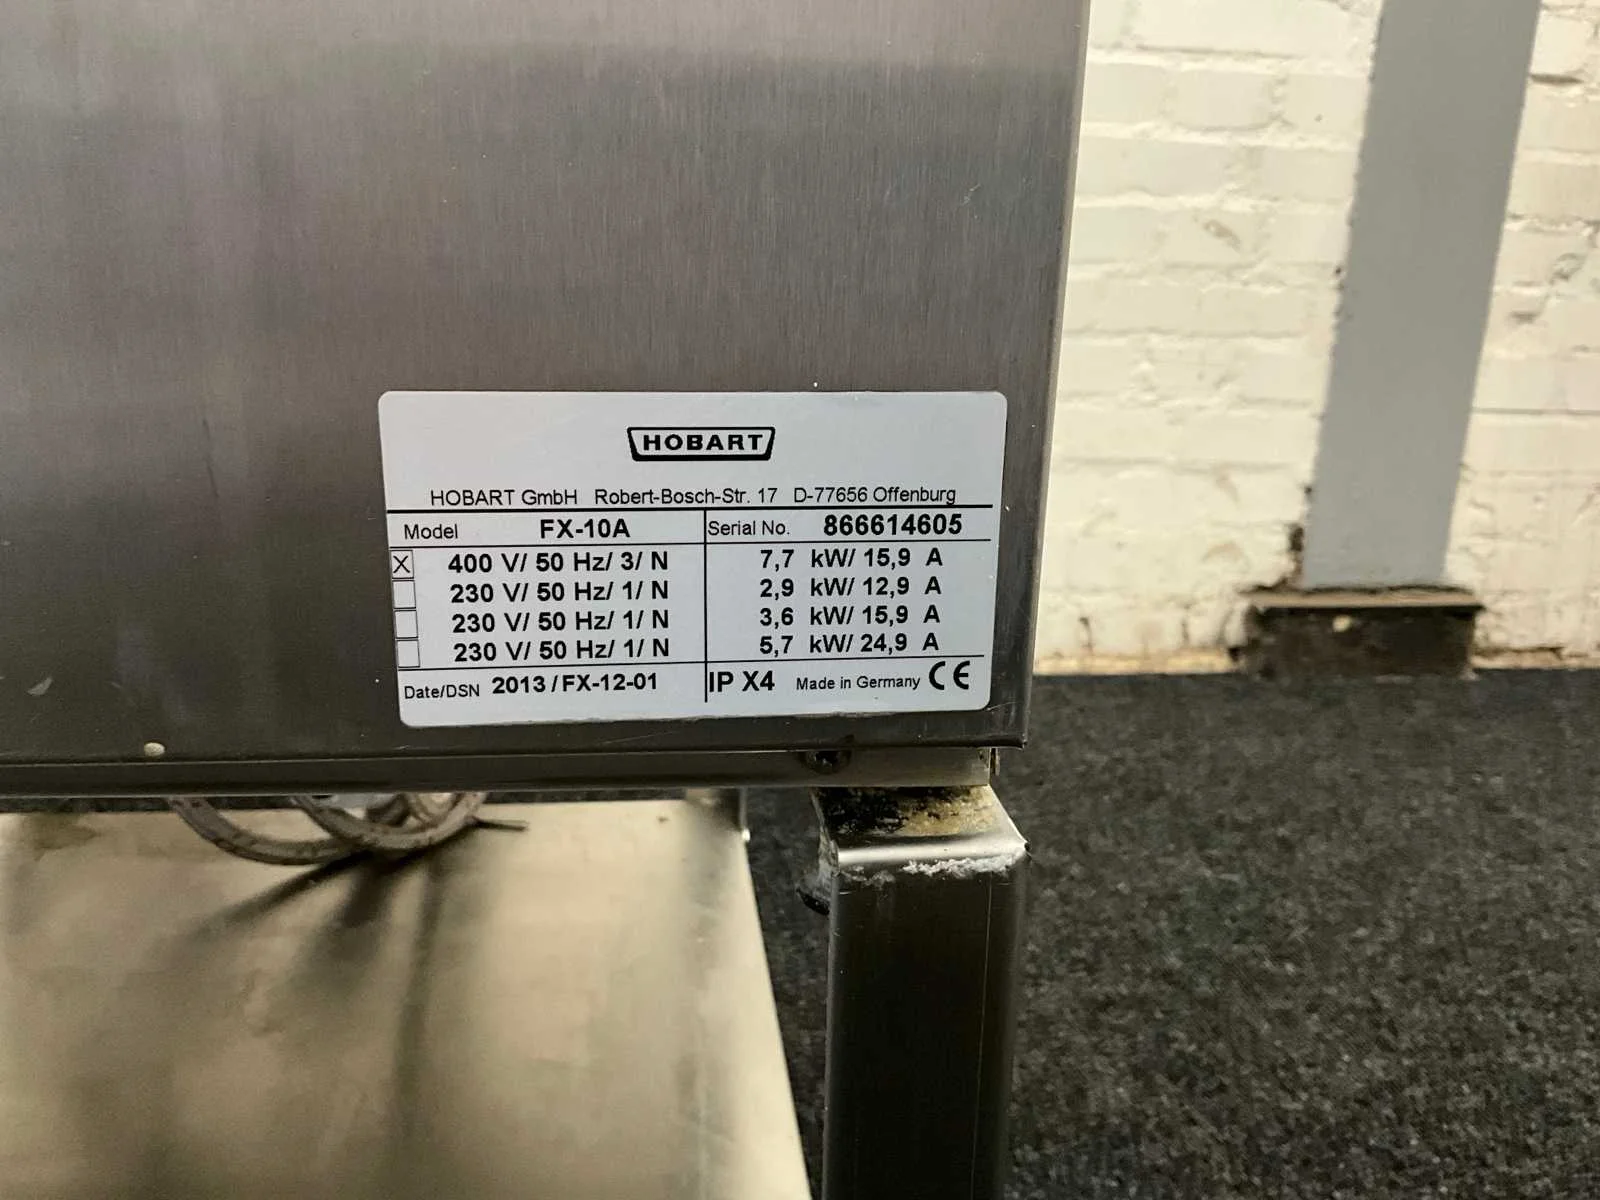 HOBART
HOBART GmbH Robert-Bosch-Str. 17 D-77656 Offenburg
Model FX-10A Serial No. 866614605
X 400 V/ 50 Hz/ 3/ N 7,7 kW/ 15,9 A
230 V/ 50 Hz/ 1/ N 2,9 kW/ 12,9 A
230 V/ 50 Hz/ 1/ N 3,6 kW/ 15,9 A
230 V/ 50 Hz/ 1/ N 5,7 kW/ 24,9 A
Date/DSN 2013 / FX-12-01 IP X4 Made in Germany CE